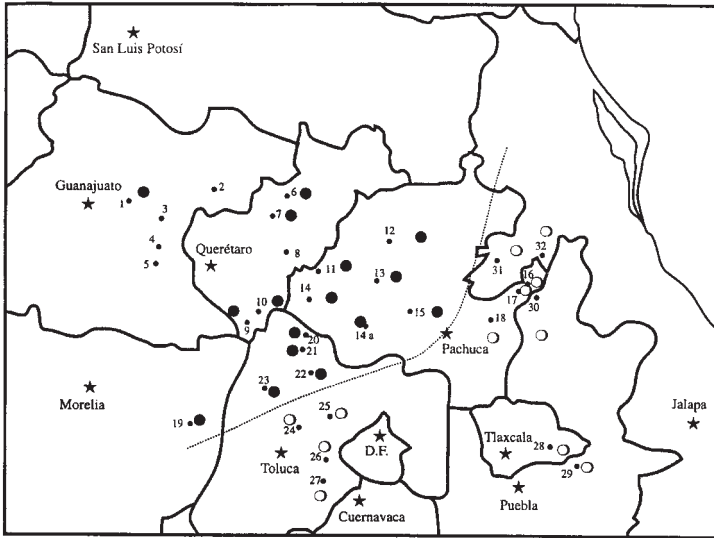 San Luis Potosí
Guanajuato
1
2
3
4
5
6
7
8
Querétaro
9
10
11
12
13
14
14 a
15
31
32
16
17
30
18
Pachuca
20
21
22
23
19
Morelia
24
25
26
27
Toluca
D.F.
Cuernavaca
Tlaxcala
28
29
Puebla
Jalapa